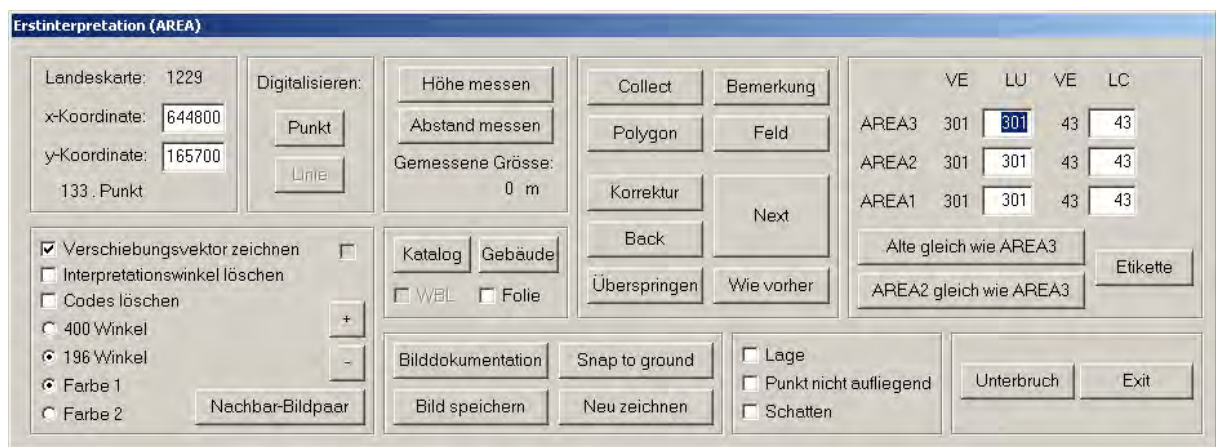 Erstinterpretation (AREA)
Landeskarte: 1229
x-Koordinate: 644800
y-Koordinate: 165700
133. Punkt
Digitalisieren:
Punkt
Linie
Höhe messen
Abstand messen
Gemessene Grösse:
0 m
Collect
Bemerkung
Polygon
Feld
Korrektur
Next
Back
Überspringen
Wie vorher
VE LU VE LC
AREA3 301 301 43 43
AREA2 301 301 43 43
AREA1 301 301 43 43
Alte gleich wie AREA3
AREA2 gleich wie AREA3
Etikette
Verschiebungsvektor zeichnen
Interpretationswinkel löschen
Codes löschen
400 Winkel
196 Winkel
Farbe 1
Farbe 2
+
-
Nachbar-Bildpaar
Katalog
Gebäude
WBL
Folie
Bilddokumentation
Snap to ground
Bild speichern
Neu zeichnen
Lage
Punkt nicht aufliegend
Schatten
Unterbruch
Exit